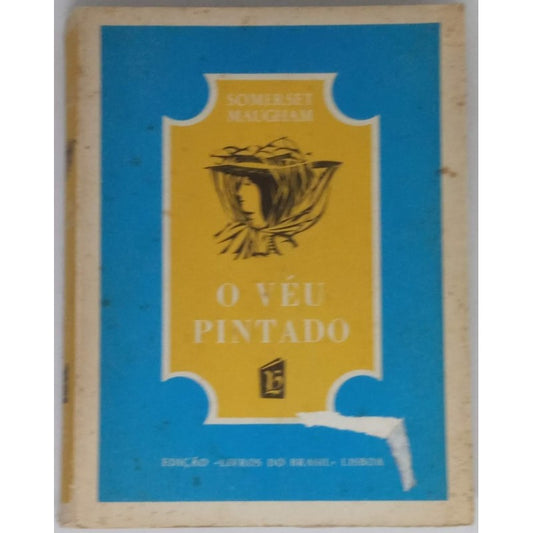 SOMERSET
MAUGHAM
O VÉU
PINTADO
EDIÇÃO «LIVROS DO BRASIL» LISBOA